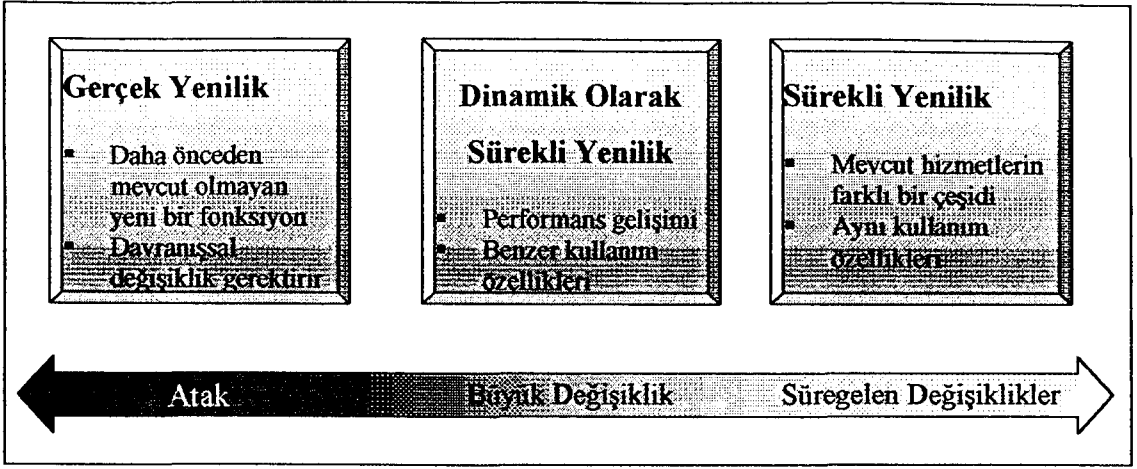 Gerçek Yenilik
▪ Daha önceden
mevcut olmayan
yeni bir fonksiyon
▪ Davranışsal
değişiklik gerektirir
Dinamik Olarak
Sürekli Yenilik
▪ Performans gelişimi
▪ Benzer kullanım
özellikleri
Sürekli Yenilik
▪ Mevcut hizmetlerin
farklı bir çeşidi
▪ Aynı kullanım
özellikleri
Atak
Büyük Değişiklik
Süregelen Değişiklikler